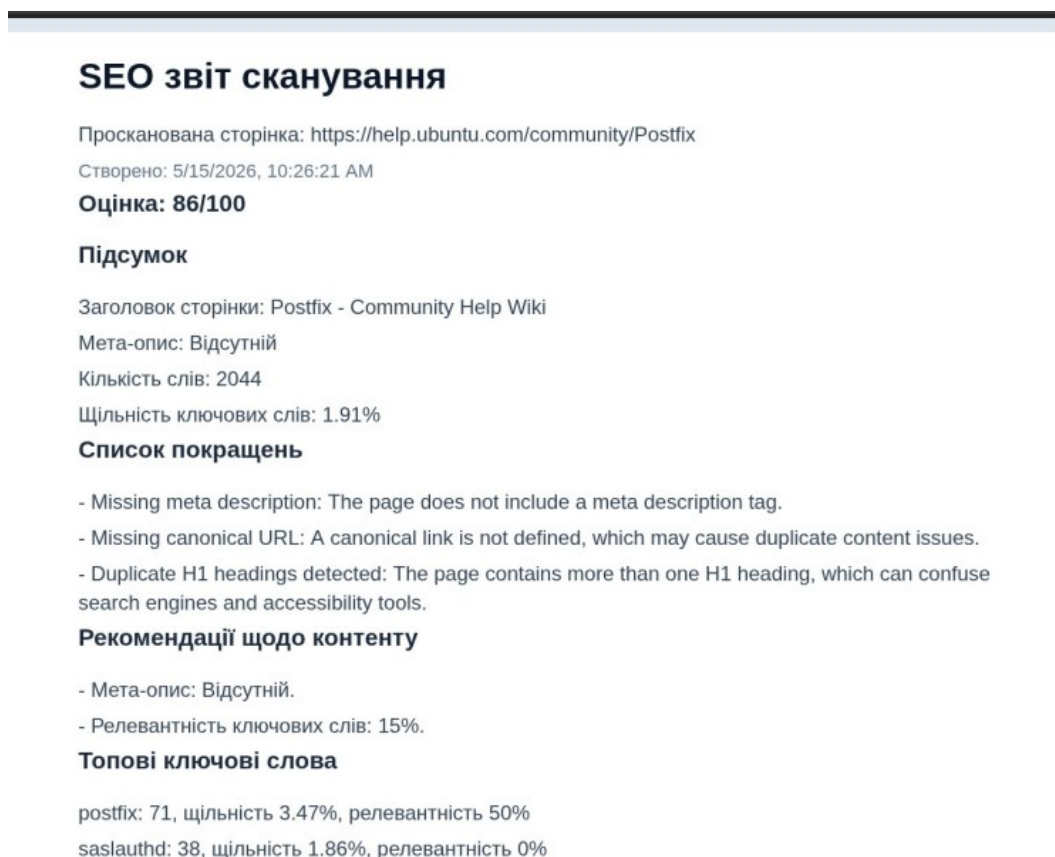 SEO звіт сканування
Просканована сторінка: https://help.ubuntu.com/community/Postfix
Створено: 5/15/2026, 10:26:21 AM
Оцінка: 86/100
Підсумок
Заголовок сторінки: Postfix - Community Help Wiki
Мета-опис: Відсутній
Кількість слів: 2044
Щільність ключових слів: 1.91%
Список покращень
- Missing meta description: The page does not include a meta description tag.
- Missing canonical URL: A canonical link is not defined, which may cause duplicate content issues.
- Duplicate H1 headings detected: The page contains more than one H1 heading, which can confuse
search engines and accessibility tools.
Рекомендації щодо контенту
- Мета-опис: Відсутній.
- Релевантність ключових слів: 15%.
Топові ключові слова
postfix: 71, щільність 3.47%, релевантність 50%
saslauthd: 38, щільність 1.86%, релевантність 0%